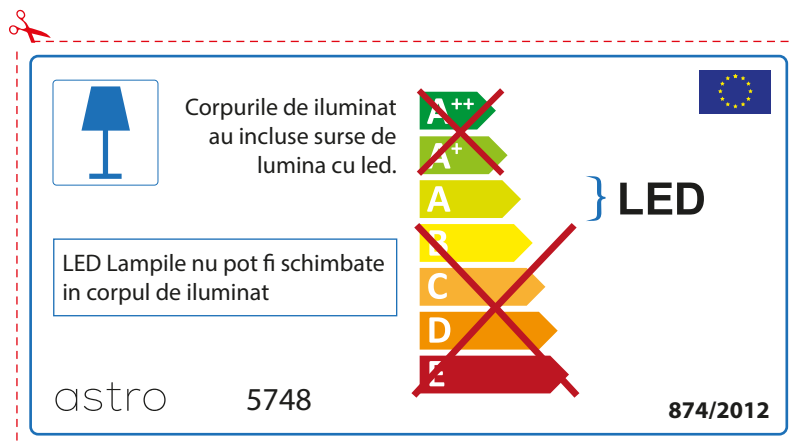 Corpurile de iluminat
au incluse surse de
lumina cu led.
LED Lampile nu pot fi schimbate
in corpul de iluminat
A++
A+
A
B
C
D
E
LED
astro
5748
874/2012